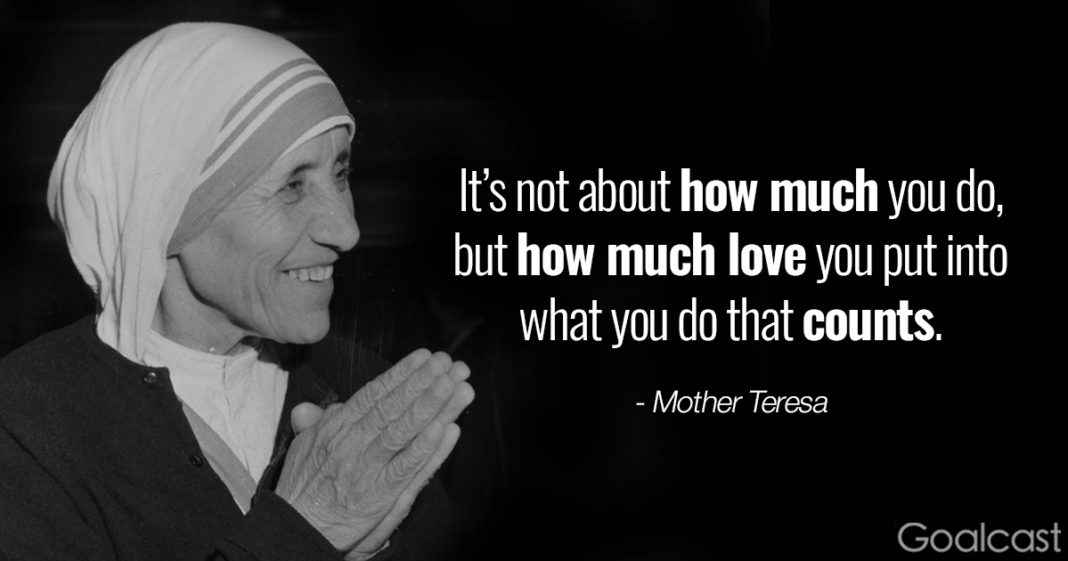 It’s not about how much you do,
but how much love you put into
what you do that counts.
- Mother Teresa
Goalcast